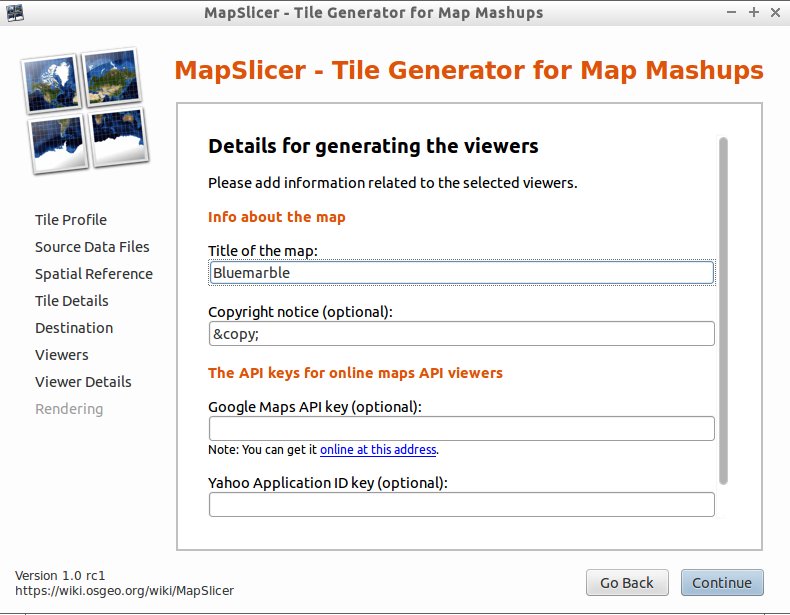 MapSlicer - Tile Generator for Map Mashups
MapSlicer - Tile Generator for Map Mashups
Details for generating the viewers
Please add information related to the selected viewers.
Info about the map
Title of the map:
Bluemarble
Copyright notice (optional):
&copy;
The API keys for online maps API viewers
Google Maps API key (optional):
Note: You can get it online at this address.
Yahoo Application ID key (optional):
Tile Profile
Source Data Files
Spatial Reference
Tile Details
Destination
Viewers
Viewer Details
Rendering
Version 1.0 rc1
https://wiki.osgeo.org/wiki/MapSlicer
Go Back
Continue